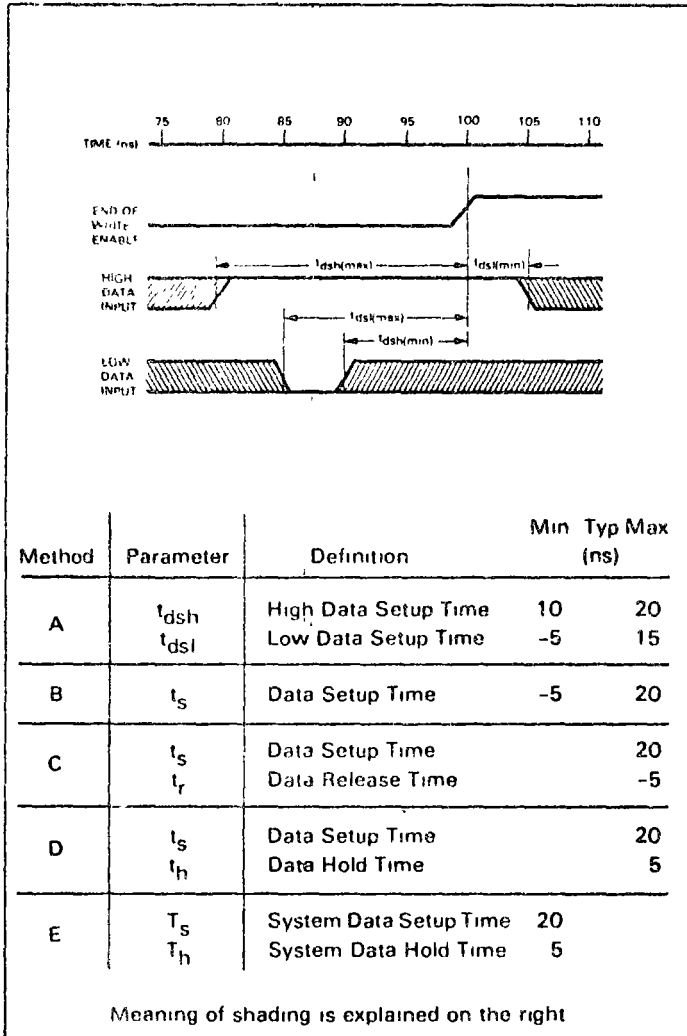 75 80 85 90 95 100 105 110
TIME (ns)
END OF
WRITE
ENABLE
tdsh(max) tdsl(min)
HIGH
DATA
INPUT
tdsl(max)
tdsh(min)
LOW
DATA
INPUT
Min Typ Max
Method Parameter Definition (ns)
A tdsh High Data Setup Time 10 20
tdsl Low Data Setup Time -5 15
B ts Data Setup Time -5 20
C ts Data Setup Time 20
tr Data Release Time -5
D ts Data Setup Time 20
th Data Hold Time 5
E Ts System Data Setup Time 20
Th System Data Hold Time 5
Meaning of shading is explained on the right